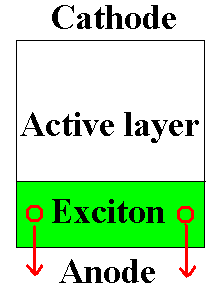 Cathode
Active layer
Exciton
Anode